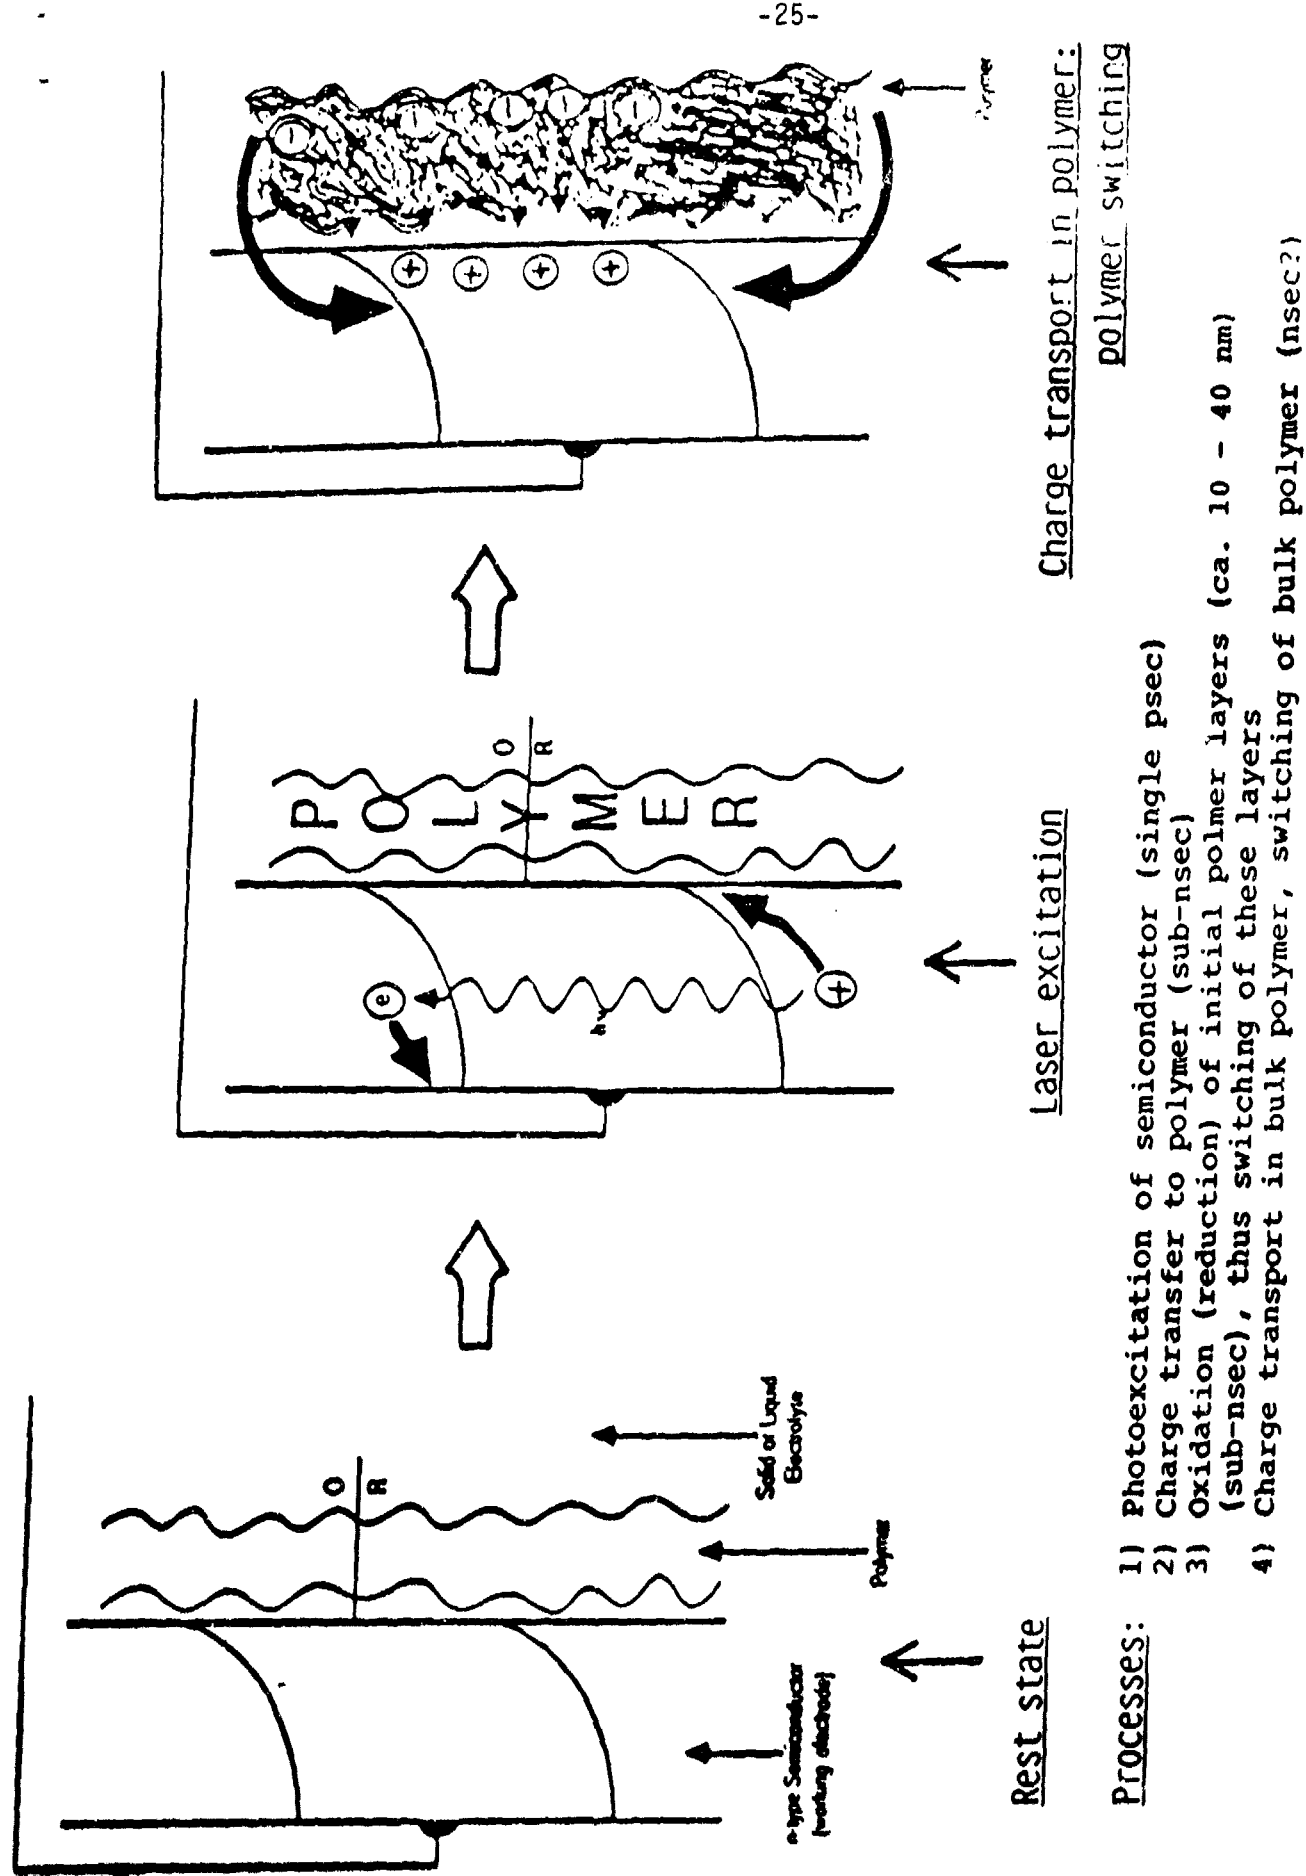 -25-
n-type Semiconductor
(working electrode)
Polymer
Solid or Liquid
Electrolyte
O
R
Rest state
e
+
hν
P O L Y M E R
O
R
Laser excitation
+
+
+
+
Polymer
Charge transport in polymer:
polymer switching
Processes:
1) Photoexcitation of semiconductor (single psec)
2) Charge transfer to polymer (sub-nsec)
3) Oxidation (reduction) of initial polmer layers (ca. 10 - 40 nm)
(sub-nsec), thus switching of these layers
4) Charge transport in bulk polymer, switching of bulk polymer (nsec?)